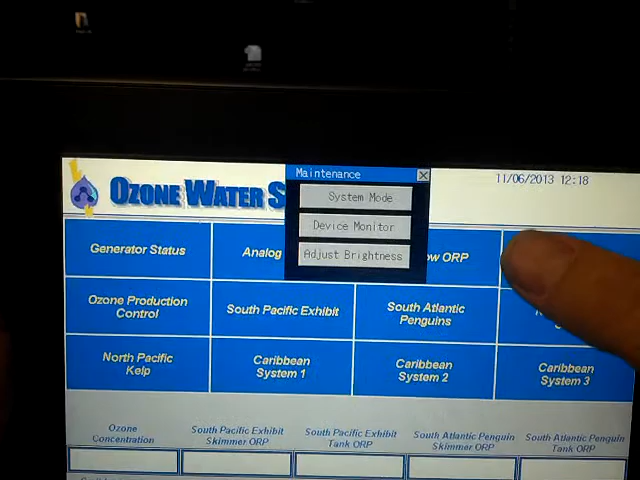 Maintenance
System Mode
Device Monitor
Adjust Brightness
OZONE WATER S
11/06/2013 12:18
Generator Status
Analog
ow ORP
Ozone Production
Control
South Pacific Exhibit
South Atlantic
Penguins
North Pacific
Kelp
Caribbean
System 1
Caribbean
System 2
Caribbean
System 3
Ozone
Concentration
South Pacific Exhibit
Skimmer ORP
South Pacific Exhibit
Tank ORP
South Atlantic Penguin
Skimmer ORP
South Atlantic Penguin
Tank ORP